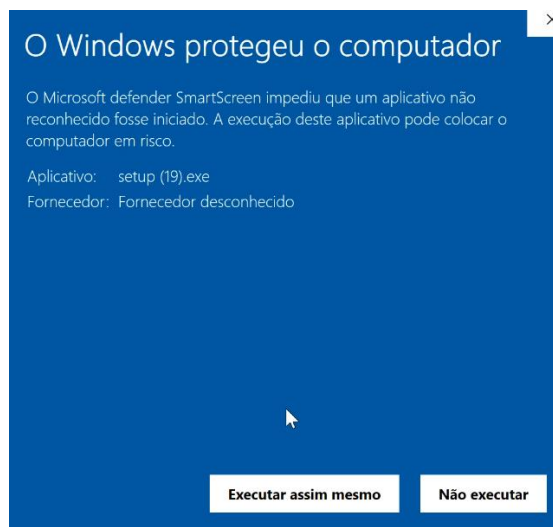 O Windows protegeu o computador
O Microsoft defender SmartScreen impediu que um aplicativo não
reconhecido fosse iniciado. A execução deste aplicativo pode colocar o
computador em risco.
Aplicativo: setup (19).exe
Fornecedor: Fornecedor desconhecido
Executar assim mesmo
Não executar